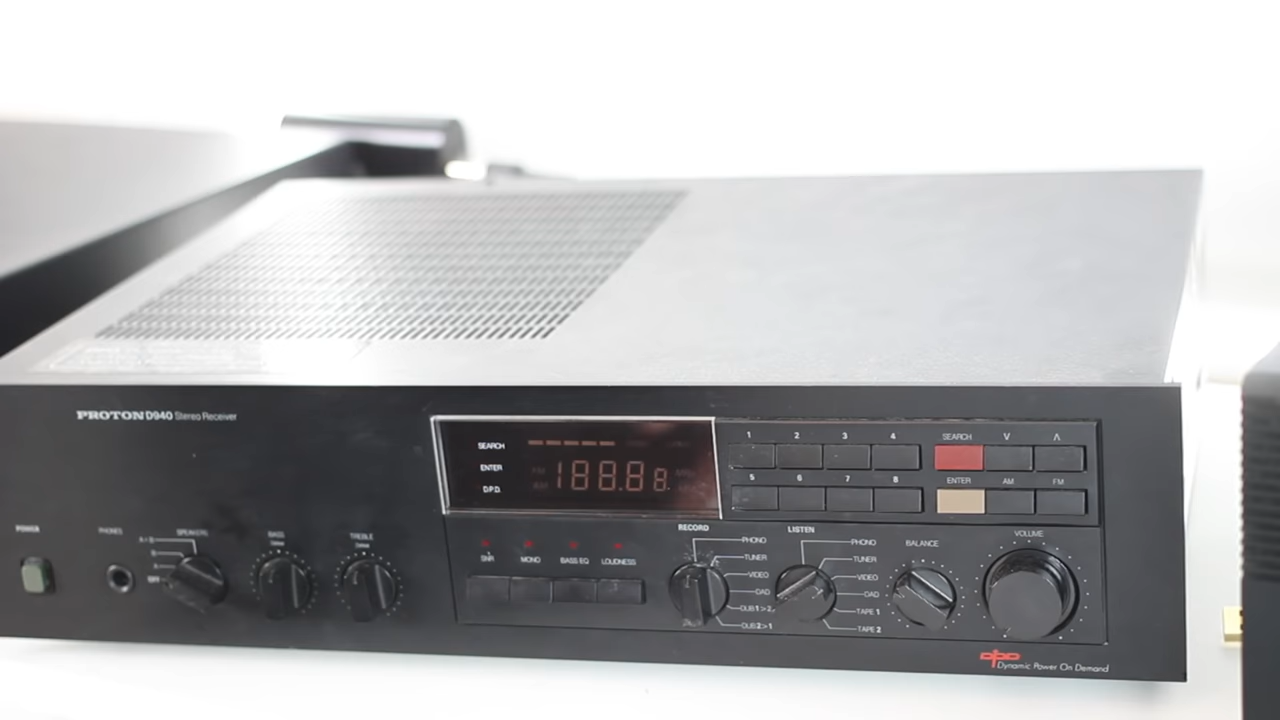 PROTON D940 Stereo Receiver
SEARCH
ENTER
D.P.D.
188.88.
1 2 3 4 SEARCH V Λ
5 6 7 8 ENTER AM FM
POWER
PHONES
SPEAKERS
A+B
B
A
OFF
BASS
TREBLE
SNR MONO BASS EQ LOUDNESS
RECORD
PHONO
TUNER
VIDEO
DAD
DUB 1>2
DUB 2>1
LISTEN
PHONO
TUNER
VIDEO
DAD
TAPE 1
TAPE 2
BALANCE
VOLUME
dpd
Dynamic Power On Demand